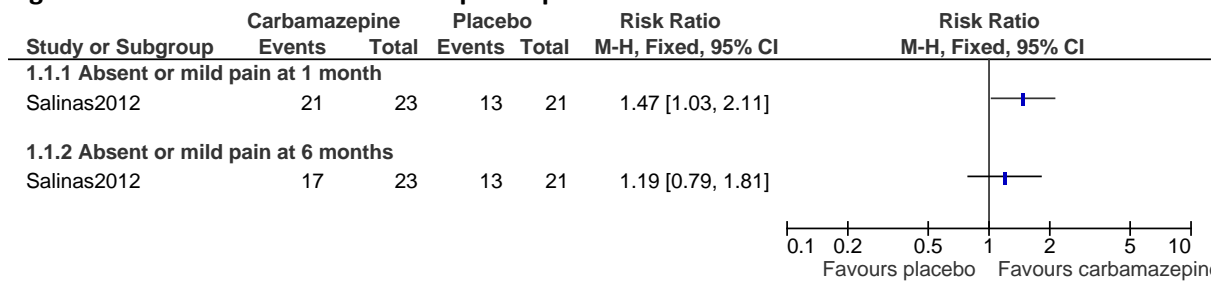 Carbamazepine Placebo Risk Ratio Risk Ratio
Study or Subgroup Events Total Events Total M-H, Fixed, 95% CI M-H, Fixed, 95% CI
1.1.1 Absent or mild pain at 1 month
Salinas2012 21 23 13 21 1.47 [1.03, 2.11]
1.1.2 Absent or mild pain at 6 months
Salinas2012 17 23 13 21 1.19 [0.79, 1.81]
0.1 0.2 0.5 1 2 5 10
Favours placebo Favours carbamazepine